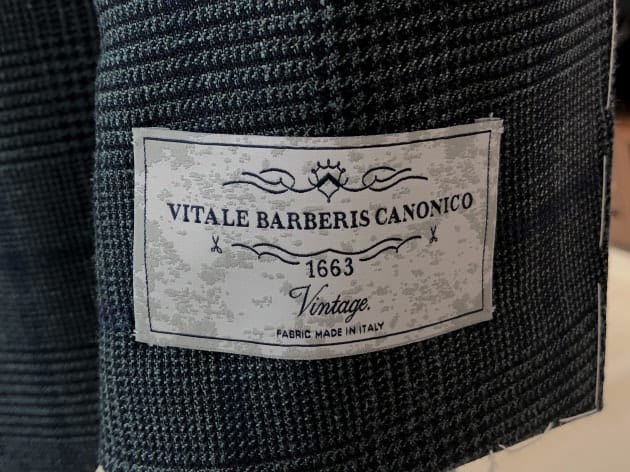 VITALE BARBERIS CANONICO
1663
Vintage.
FABRIC MADE IN ITALY